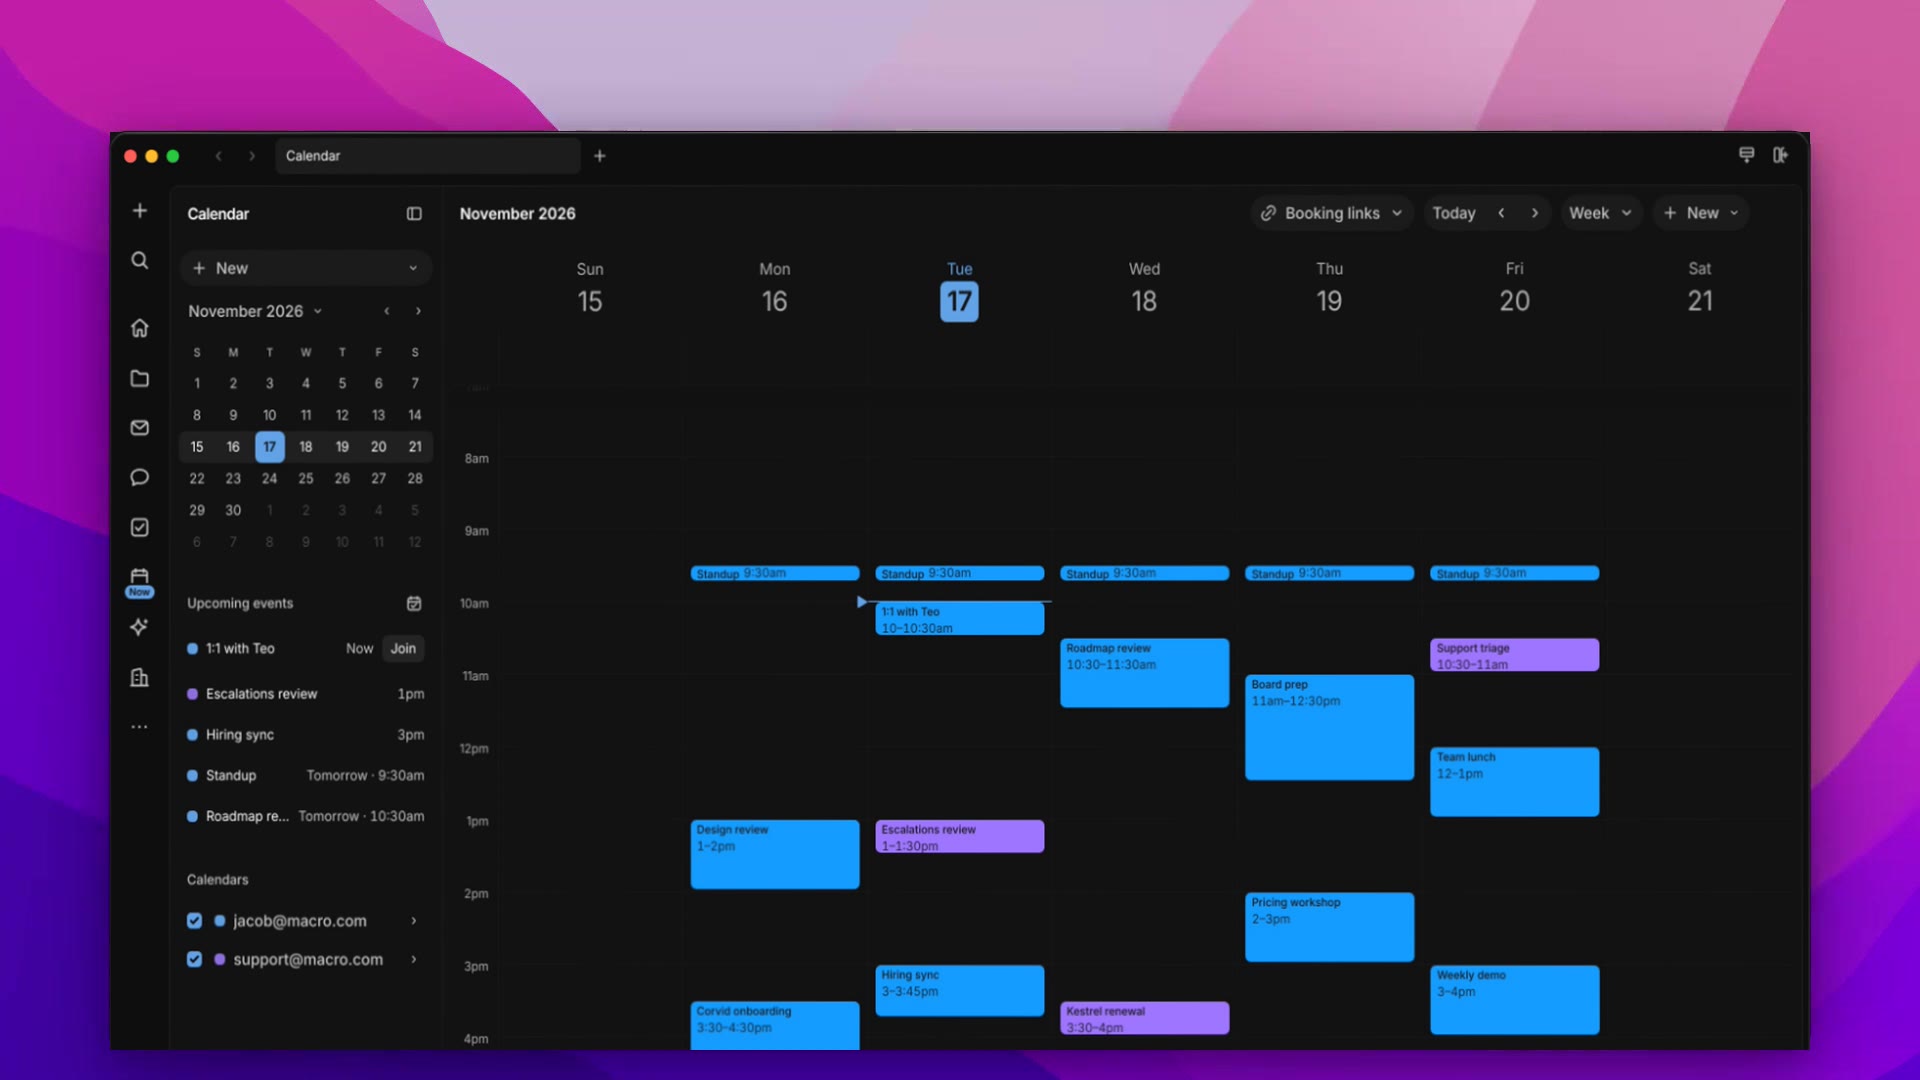 Calendar
Calendar
November 2026
Booking links
Today
Week
New
New
November 2026
S M T W T F S
1 2 3 4 5 6 7
8 9 10 11 12 13 14
15 16 17 18 19 20 21
22 23 24 25 26 27 28
29 30 1 2 3 4 5
6 7 8 9 10 11 12
Now
Upcoming events
1:1 with Teo Now Join
Escalations review 1pm
Hiring sync 3pm
Standup Tomorrow · 9:30am
Roadmap re... Tomorrow · 10:30am
Calendars
jacob@macro.com
support@macro.com
Sun Mon Tue Wed Thu Fri Sat
15 16 17 18 19 20 21
8am
9am
Standup 9:30am
Standup 9:30am
Standup 9:30am
Standup 9:30am
Standup 9:30am
10am
1:1 with Teo
10–10:30am
Roadmap review
10:30–11:30am
Support triage
10:30–11am
11am
Board prep
11am–12:30pm
12pm
Team lunch
12–1pm
1pm
Design review
1–2pm
Escalations review
1–1:30pm
2pm
Pricing workshop
2–3pm
3pm
Hiring sync
3–3:45pm
Weekly demo
3–4pm
Corvid onboarding
3:30–4:30pm
Kestrel renewal
3:30–4pm
4pm